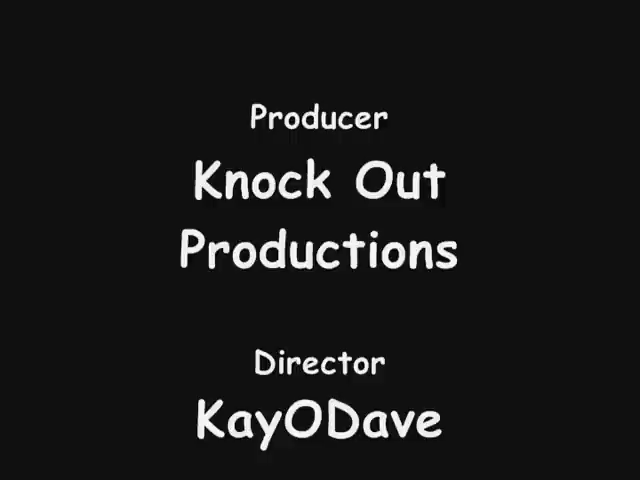 Producer
Knock Out
Productions
Director
KayODave